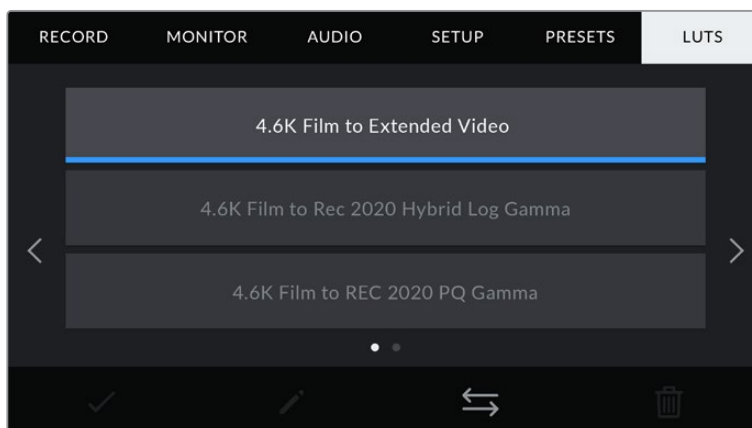 RECORD MONITOR AUDIO SETUP PRESETS LUTS
4.6K Film to Extended Video
4.6K Film to Rec 2020 Hybrid Log Gamma
4.6K Film to REC 2020 PQ Gamma